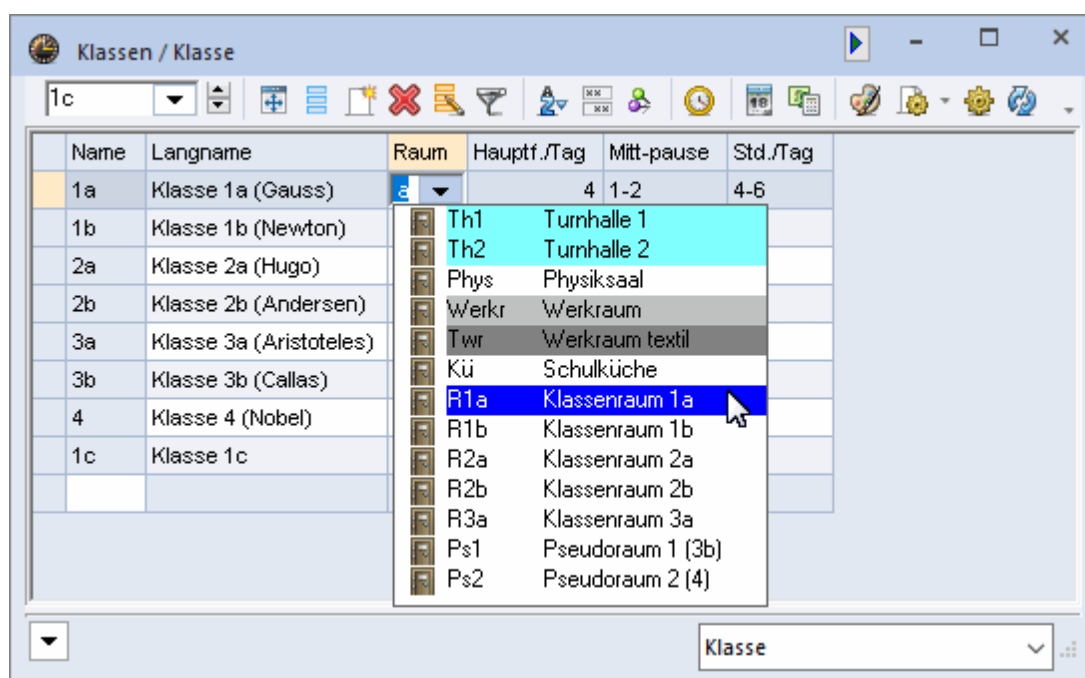 Klassen / Klasse
1c
Name Langname Raum Hauptf./Tag Mitt-pause Std./Tag
1a Klasse 1a (Gauss) a 4 1-2 4-6
1b Klasse 1b (Newton)
2a Klasse 2a (Hugo)
2b Klasse 2b (Andersen)
3a Klasse 3a (Aristoteles)
3b Klasse 3b (Callas)
4 Klasse 4 (Nobel)
1c Klasse 1c
Th1 Turnhalle 1
Th2 Turnhalle 2
Phys Physiksaal
Werkr Werkraum
Twr Werkraum textil
Kü Schulküche
R1a Klassenraum 1a
R1b Klassenraum 1b
R2a Klassenraum 2a
R2b Klassenraum 2b
R3a Klassenraum 3a
Ps1 Pseudoraum 1 (3b)
Ps2 Pseudoraum 2 (4)
Klasse